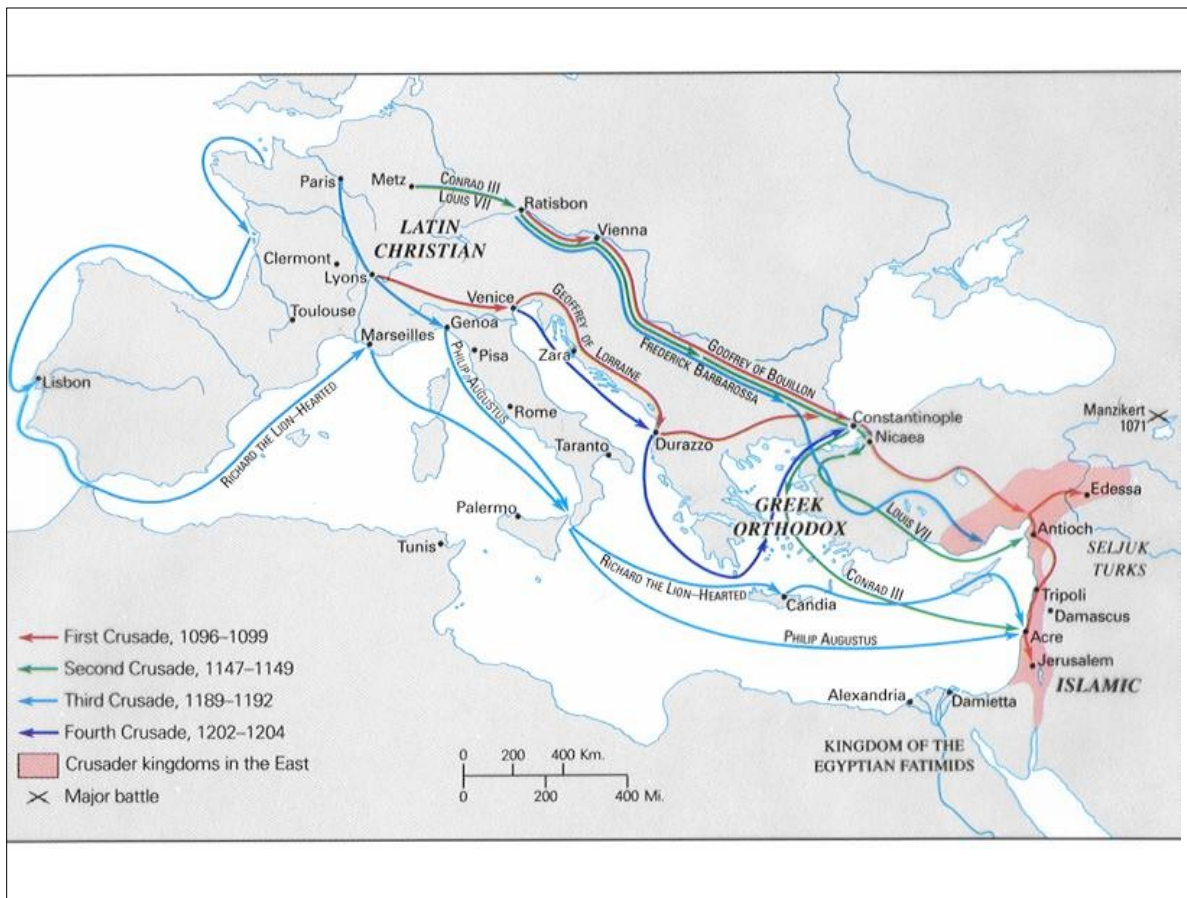 Paris
Metz
CONRAD III
LOUIS VII
Ratisbon
LATIN
CHRISTIAN
Vienna
Clermont
Lyons
Venice
GEOFFREY OF LORRAINE
Toulouse
Marseilles
Genoa
Pisa
Zara
PHILIP AUGUSTUS
FREDERICK BARBAROSSA
GODFREY OF BOUILLON
Lisbon
RICHARD THE LION–HEARTED
Rome
Constantinople
Nicaea
Manzikert
1071
Taranto
Durazzo
Edessa
GREEK
ORTHODOX
LOUIS VII
Palermo
Antioch
Tunis
SELJUK
TURKS
RICHARD THE LION–HEARTED
CONRAD III
Candia
Tripoli
Damascus
PHILIP AUGUSTUS
Acre
Jerusalem
ISLAMIC
Alexandria
Damietta
KINGDOM OF THE
EGYPTIAN FATIMIDS
First Crusade, 1096–1099
Second Crusade, 1147–1149
Third Crusade, 1189–1192
Fourth Crusade, 1202–1204
Crusader kingdoms in the East
Major battle
0 200 400 Km.
0 200 400 Mi.